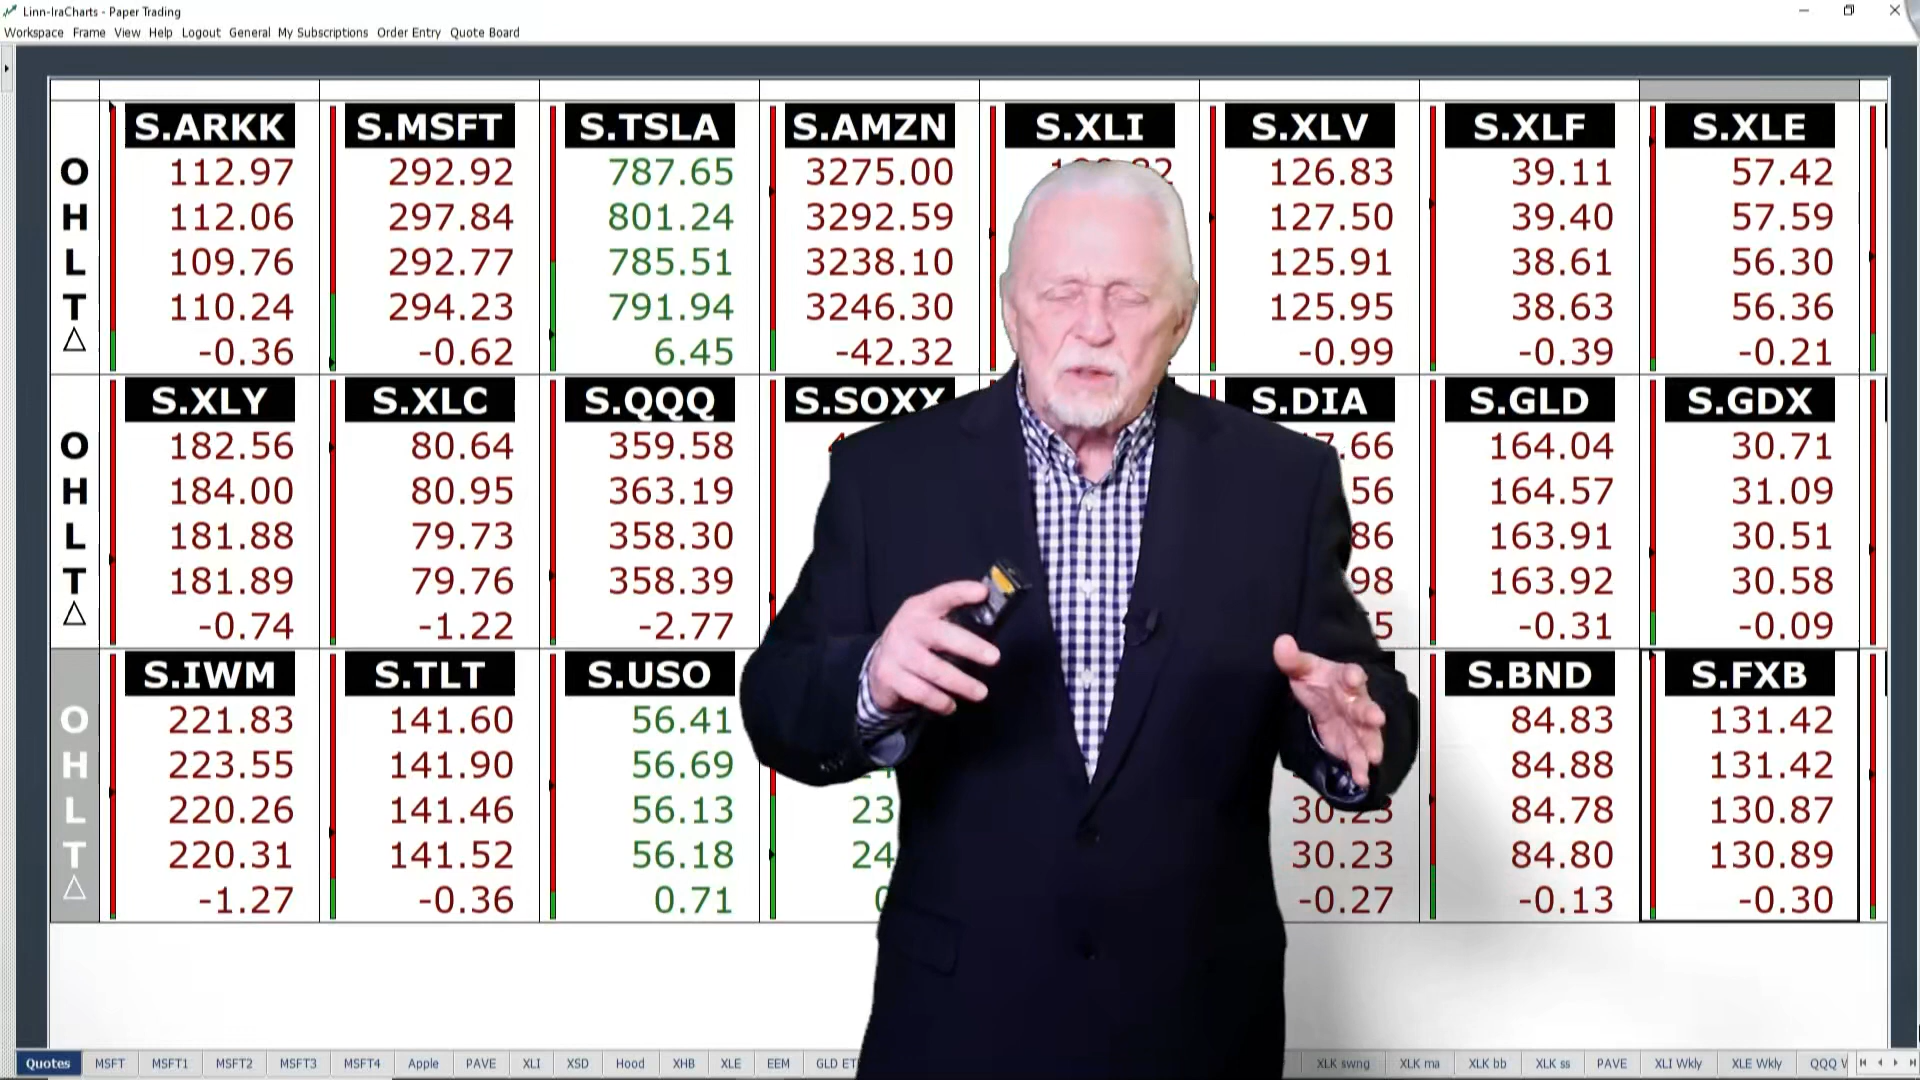 Linn-IraCharts - Paper Trading
Workspace Frame View Help Logout General My Subscriptions Order Entry Quote Board
S.ARKK S.MSFT S.TSLA S.AMZN S.XLI S.XLV S.XLF S.XLE
O 112.97 292.92 787.65 3275.00 126.83 39.11 57.42
H 112.06 297.84 801.24 3292.59 127.50 39.40 57.59
L 109.76 292.77 785.51 3238.10 125.91 38.61 56.30
T 110.24 294.23 791.94 3246.30 125.95 38.63 56.36
△ -0.36 -0.62 6.45 -42.32 -0.99 -0.39 -0.21
S.XLY S.XLC S.QQQ S.SOXX S.DIA S.GLD S.GDX
O 182.56 80.64 359.58 .66 164.04 30.71
H 184.00 80.95 363.19 56 164.57 31.09
L 181.88 79.73 358.30 86 163.91 30.51
T 181.89 79.76 358.39 98 163.92 30.58
△ -0.74 -1.22 -2.77 5 -0.31 -0.09
S.IWM S.TLT S.USO S.BND S.FXB
O 221.83 141.60 56.41 84.83 131.42
H 223.55 141.90 56.69 84.88 131.42
L 220.26 141.46 56.13 23 30.23 84.78 130.87
T 220.31 141.52 56.18 24 30.23 84.80 130.89
△ -1.27 -0.36 0.71 -0.27 -0.13 -0.30
Quotes MSFT MSFT1 MSFT2 MSFT3 MSFT4 Apple PAVE XLI XSD Hood XHB XLE EEM GLD ET XLK swng XLK ma XLK bb XLK ss PAVE XLI Wkly XLE Wkly QQQ W